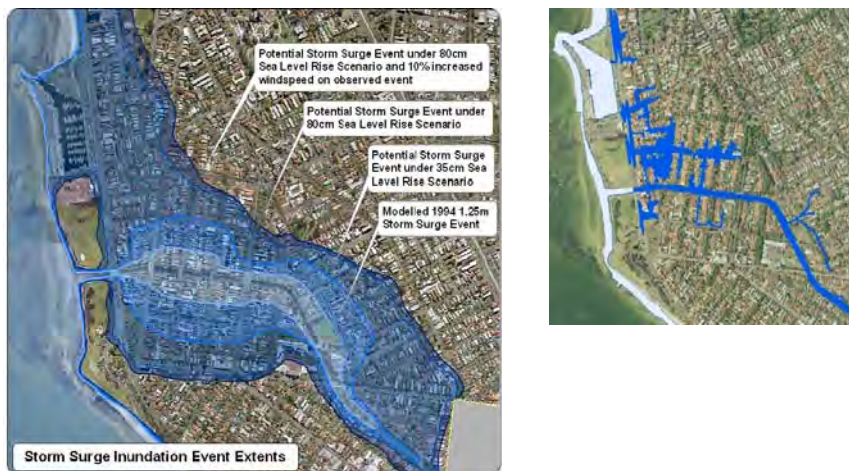 Potential Storm Surge Event under 80cm
Sea Level Rise Scenario and 10% increased
windspeed on observed event
Potential Storm Surge Event under
80cm Sea Level Rise Scenario
Potential Storm Surge
Event under 35cm Sea
Level Rise Scenario
Modelled 1994 1.25m
Storm Surge Event
Storm Surge Inundation Event Extents